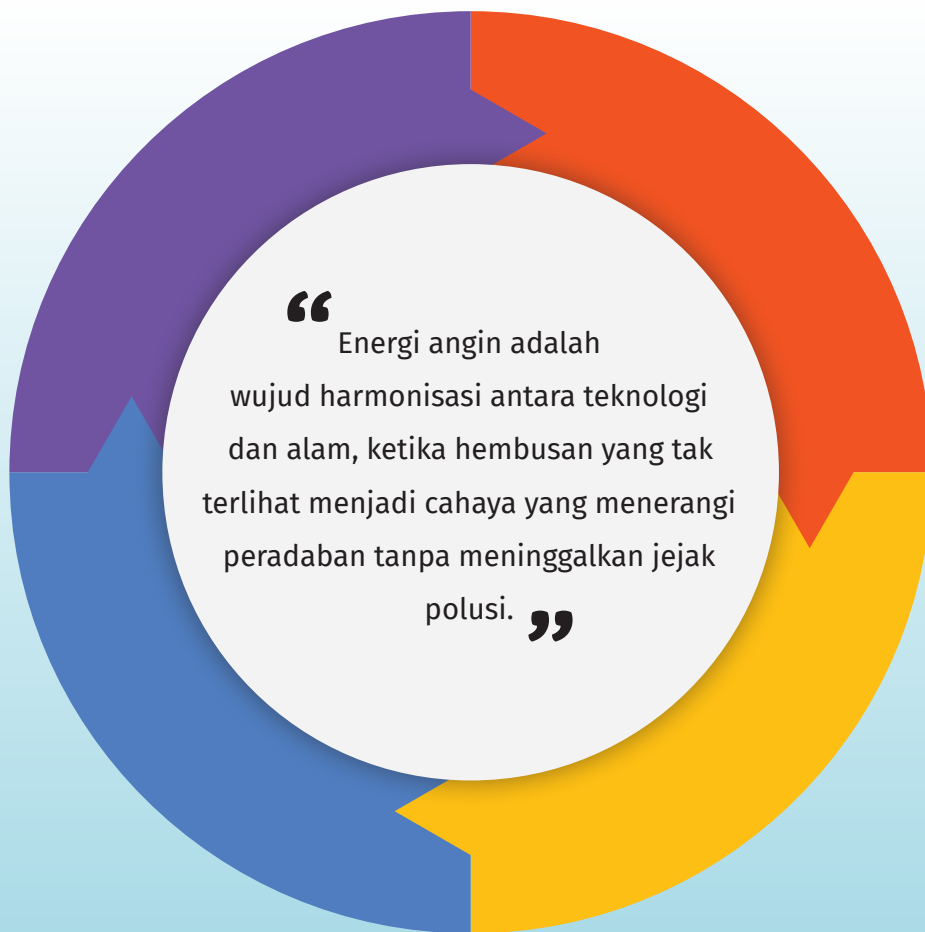 “ Energi angin adalah
wujud harmonisasi antara teknologi
dan alam, ketika hembusan yang tak
terlihat menjadi cahaya yang menerangi
peradaban tanpa meninggalkan jejak
polusi. ”